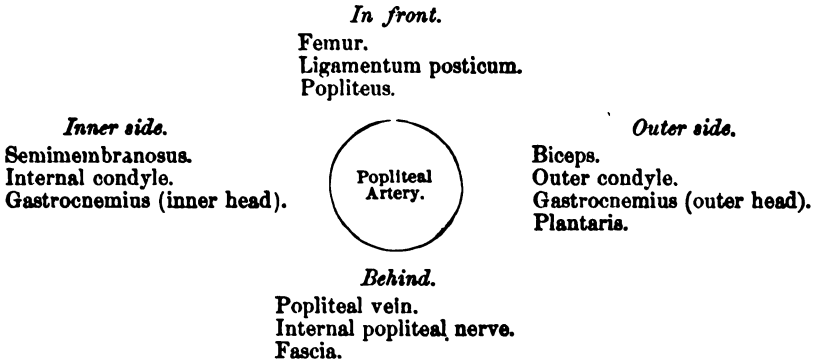 In front.
Femur.
Ligamentum posticum.
Popliteus.
Inner side.
Semimembranosus.
Internal condyle.
Gastrocnemius (inner head).
Popliteal
Artery.
Outer side.
Biceps.
Outer condyle.
Gastrocnemius (outer head).
Plantaris.
Behind.
Popliteal vein.
Internal popliteal nerve.
Fascia.